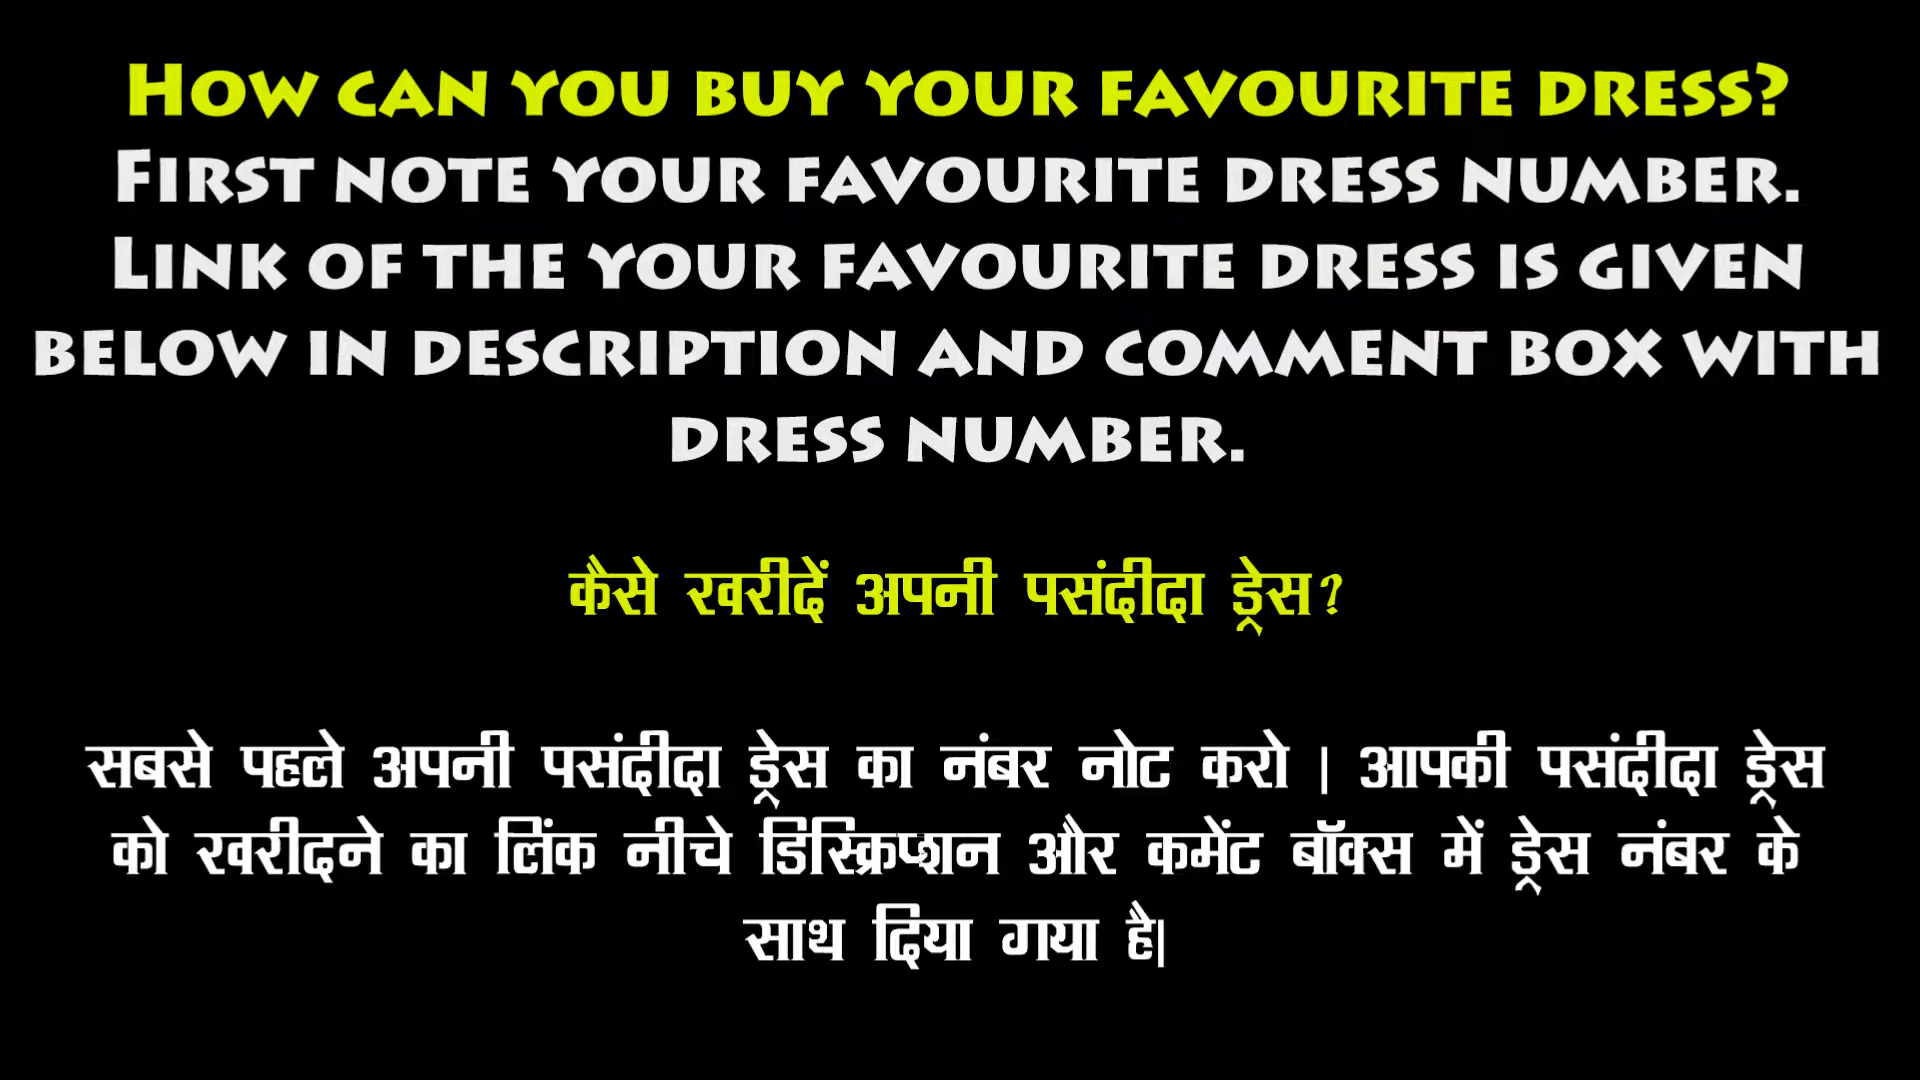 How can you buy your favourite dress?
First note your favourite dress number.
Link of the your favourite dress is given
below in description and comment box with
dress number.
कैसे खरीदें अपनी पसंदीदा ड्रेस?
सबसे पहले अपनी पसंदीदा ड्रेस का नंबर नोट करो । आपकी पसंदीदा ड्रेस
को खरीदने का लिंक नीचे डिस्क्रिप्शन और कमेंट बॉक्स में ड्रेस नंबर के
साथ दिया गया है।